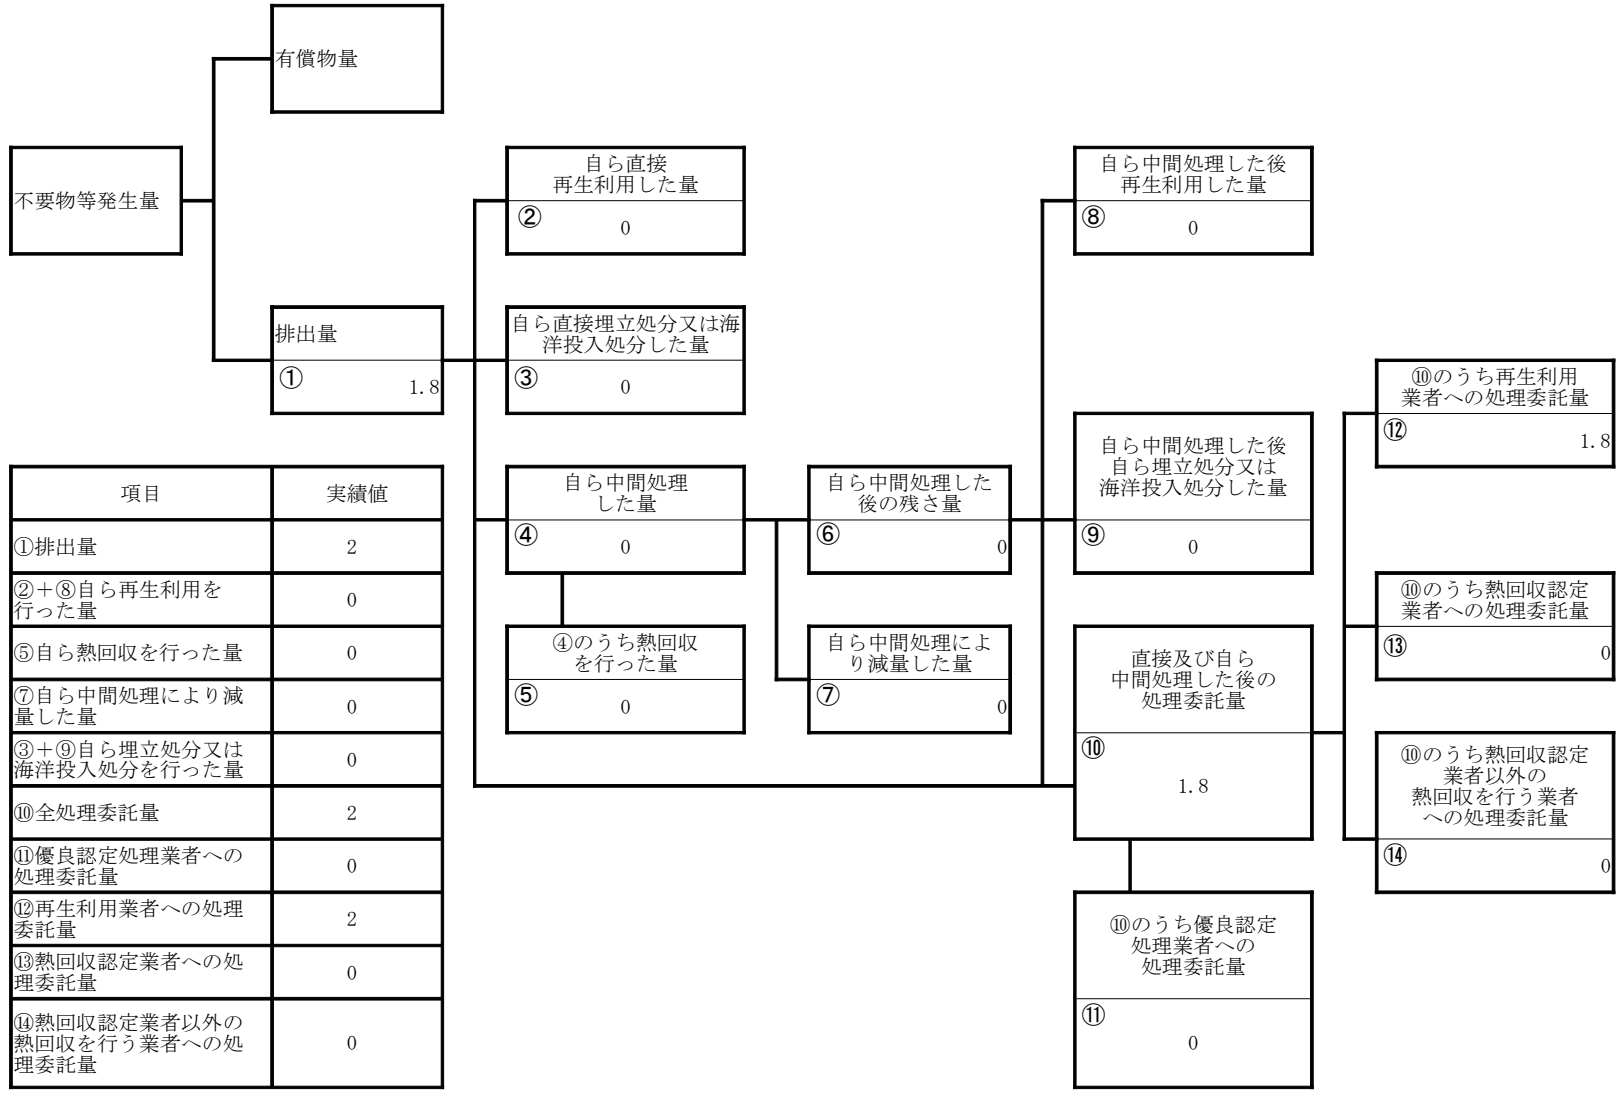 有償物量
不要物等発生量
自ら直接
再生利用した量
②
0
自ら中間処理した後
再生利用した量
⑧
0
排出量
①
1.8
自ら直接埋立処分又は海
洋投入処分した量
③
0
⑩のうち再生利用
業者への処理委託量
⑫
1.8
自ら中間処理した後
自ら埋立処分又は
海洋投入処分した量
⑨
0
自ら中間処理
した量
④
0
自ら中間処理した
後の残さ量
⑥
0
⑩のうち熱回収認定
業者への処理委託量
⑬
0
④のうち熱回収
を行った量
⑤
0
自ら中間処理によ
り減量した量
⑦
0
直接及び自ら
中間処理した後の
処理委託量
⑩
1.8
⑩のうち熱回収認定
業者以外の
熱回収を行う業者
への処理委託量
⑭
0
⑩のうち優良認定
処理業者への
処理委託量
⑪
0
項目 実績値
①排出量 2
②＋⑧自ら再生利用を
行った量
0
⑤自ら熱回収を行った量 0
⑦自ら中間処理により減
量した量
0
③＋⑨自ら埋立処分又は
海洋投入処分を行った量
0
⑩全処理委託量 2
⑪優良認定処理業者への
処理委託量
0
⑫再生利用業者への処理
委託量
2
⑬熱回収認定業者への処
理委託量
0
⑭熱回収認定業者以外の
熱回収を行う業者への処
理委託量
0